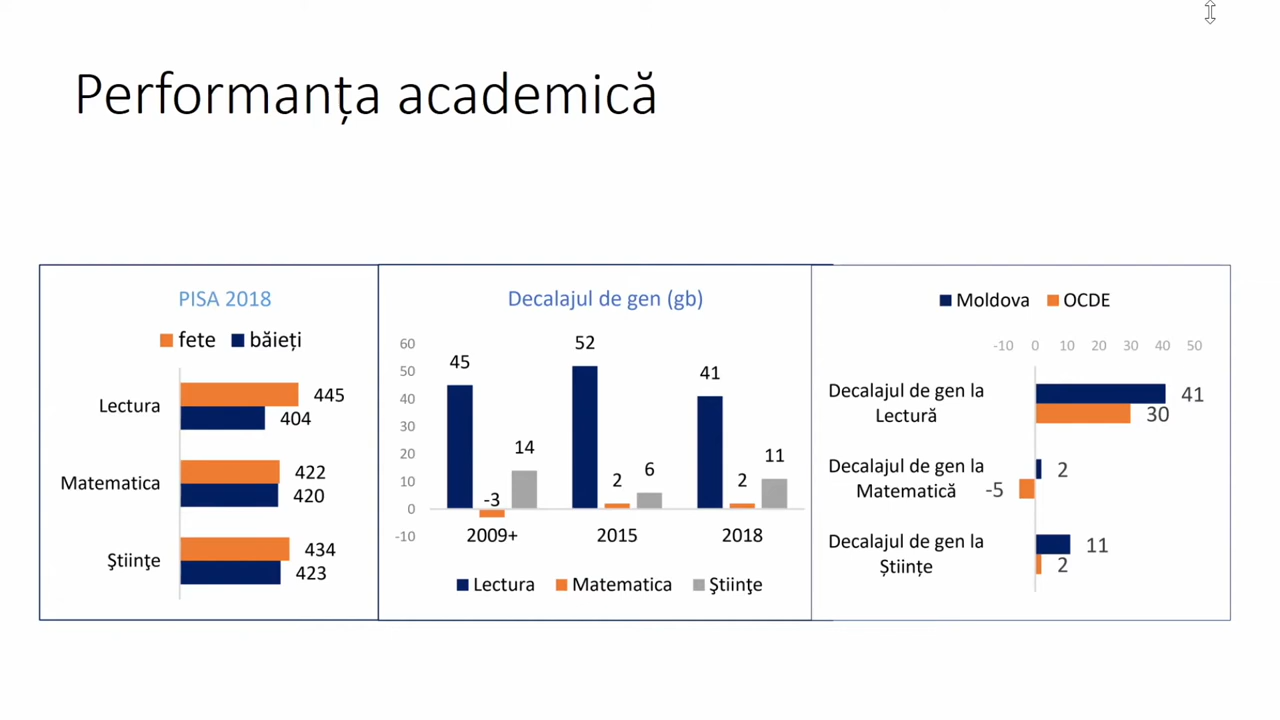 Performanța academică
PISA 2018
fete băieți
Lectura
445
404
Matematica
422
420
Ştiinţe
434
423
Decalajul de gen (gb)
60
50
40
30
20
10
0
-10
45
-3
14
52
2
6
41
2
11
2009+
2015
2018
Lectura Matematica Ştiinţe
Moldova OCDE
-10 0 10 20 30 40 50
Decalajul de gen la
Lectură
41
30
Decalajul de gen la
Matematică
2
-5
Decalajul de gen la
Științe
11
2